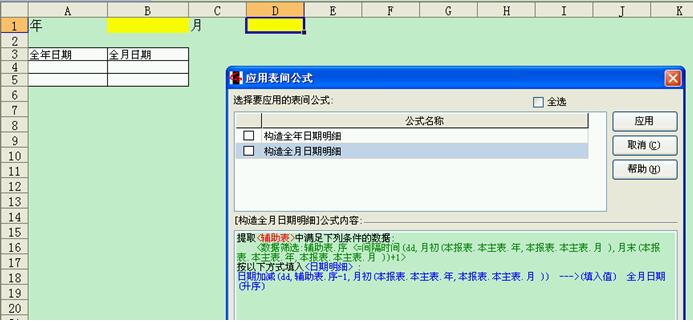 A B C D E F G H I J K
1 年 月
2
3 全年日期 全月日期
4
5
6
7
8
9
10
11
12
13
14
15
16
17
18
19
20
应用表间公式
选择要应用的表间公式: 全选
公式名称
构造全年日期明细
构造全月日期明细
应用
取消(C)
帮助(H)
[构造全月日期明细]公式内容:
提取<辅助表>中满足下列条件的数据:
<数据筛选:辅助表.序 <=间隔时间(dd,月初(本报表.本主表.年,本报表.本主表.月 ),月末(本报
表.本主表.年,本报表.本主表.月 ))+1>
按以下方式填入<日期明细> :
日期加减(dd,辅助表.序-1,月初(本报表.本主表.年,本报表.本主表.月 )) --->(填入值) 全月日期
(升序)